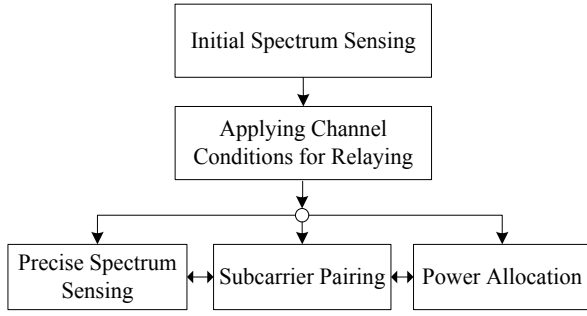 Initial Spectrum Sensing
Applying Channel
Conditions for Relaying
Precise Spectrum
Sensing
Subcarrier Pairing
Power Allocation